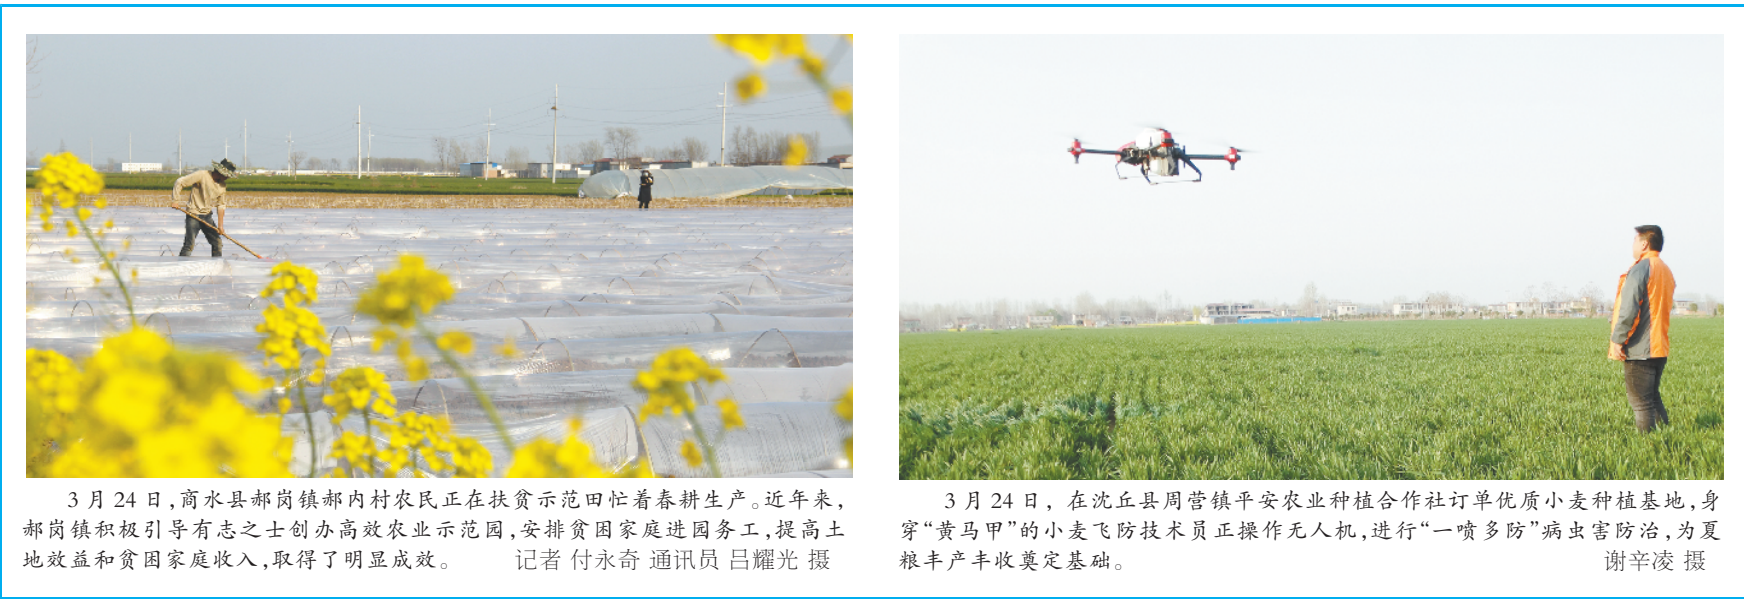 3月24日,商水县郝岗镇郝内村农民正在扶贫示范田忙着春耕生产。近年来,
郝岗镇积极引导有志之士创办高效农业示范园,安排贫困家庭进园务工,提高土
地效益和贫困家庭收入,取得了明显成效。 记者 付永奇 通讯员 吕耀光 摄
3月24日，在沈丘县周营镇平安农业种植合作社订单优质小麦种植基地,身
穿“黄马甲”的小麦飞防技术员正操作无人机,进行“一喷多防”病虫害防治,为夏
粮丰产丰收奠定基础。 谢辛凌 摄